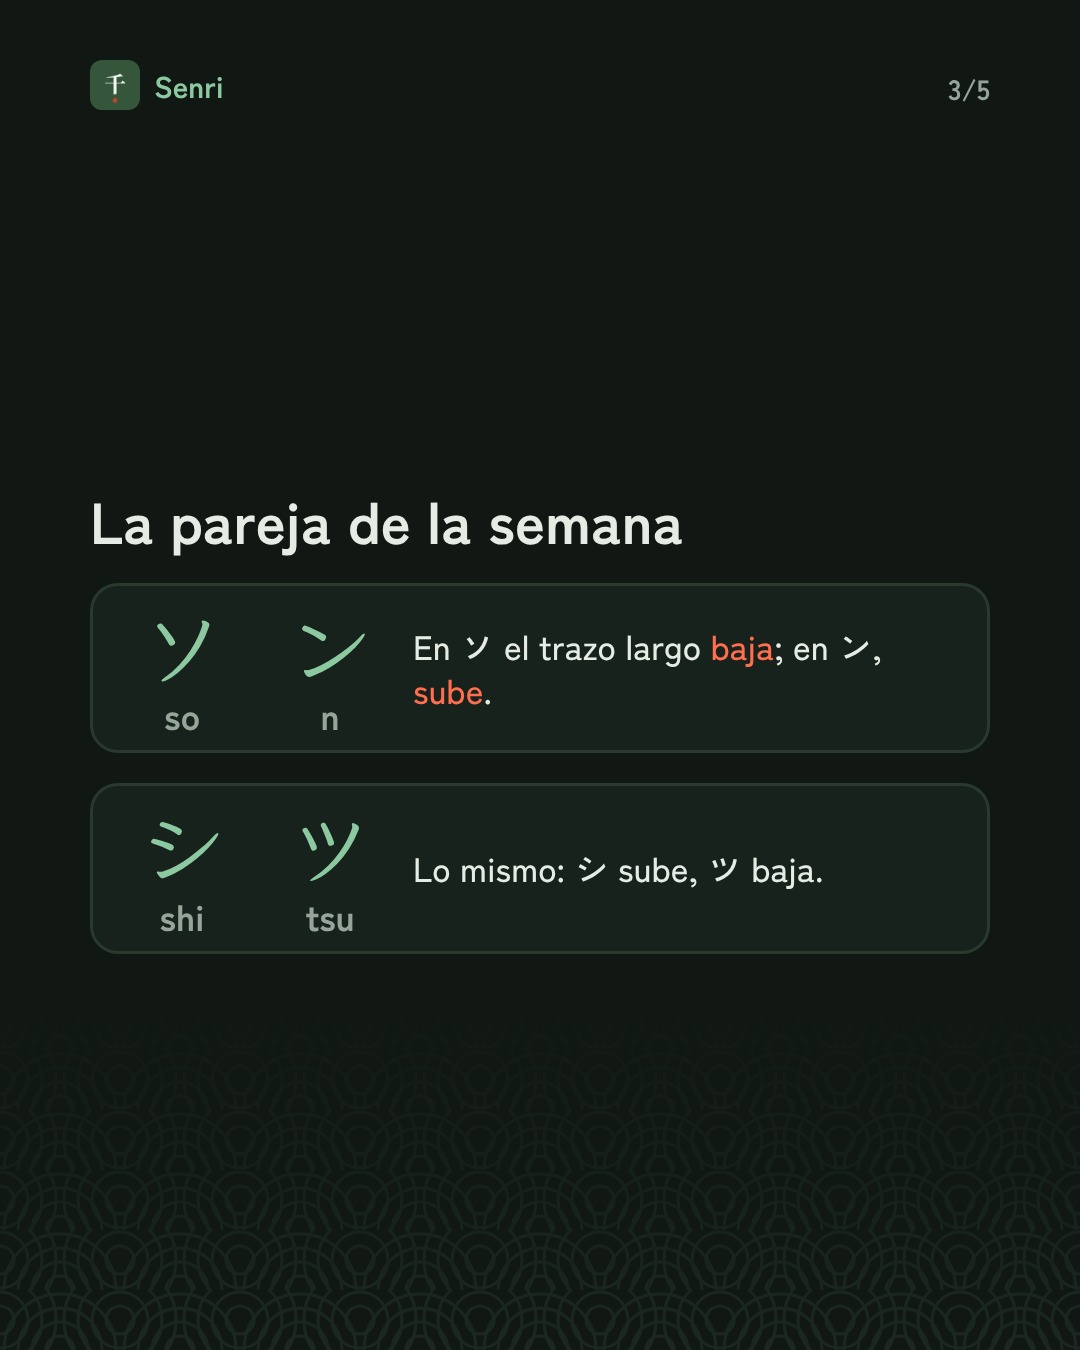 千 Senri
3/5
La pareja de la semana
ソ ン
so n
En ソ el trazo largo baja; en ン,
sube.
シ ツ
shi tsu
Lo mismo: シ sube, ツ baja.